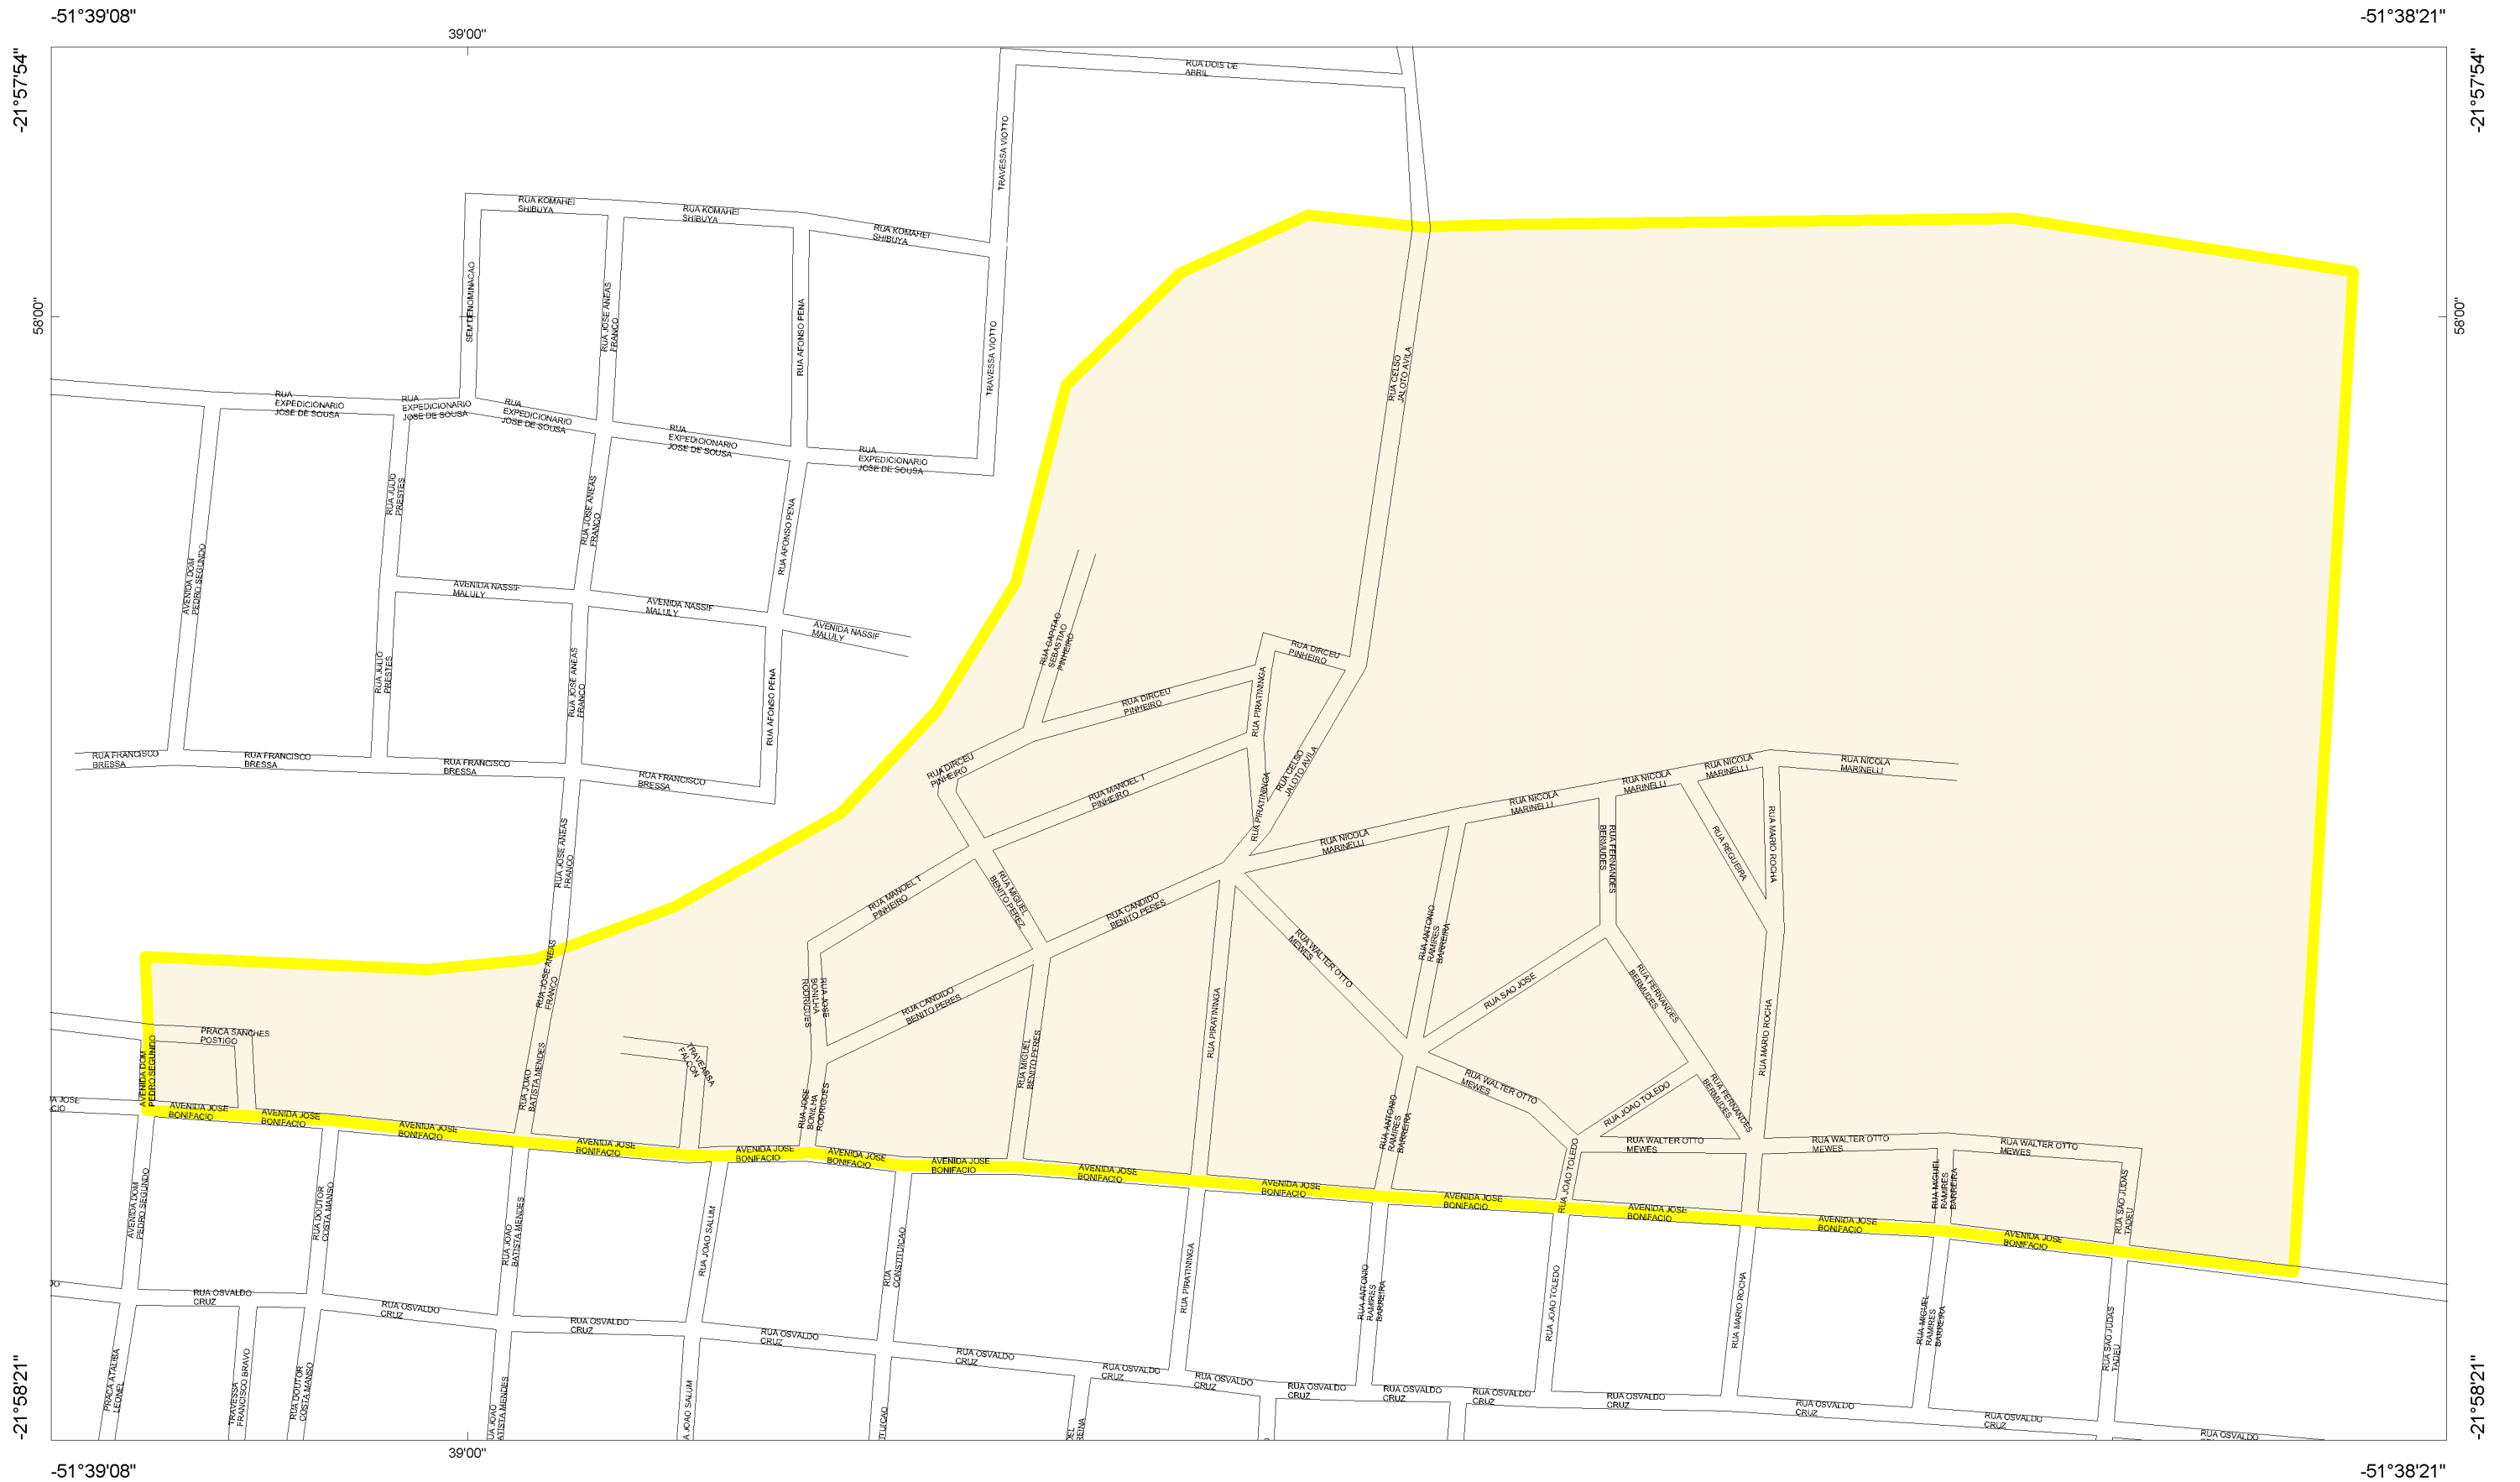 -51°39'08"
-51°38'21"
39'00"
-21°57'54"
-21°57'54"
RUA DOIS DE
ABRIL
TRAVESSA VIOTTO
RUA KOMAHEI
SHIBUYA
RUA KOMAHEI
SHIBUYA
RUA KOMAHEI
SHIBUYA
58'00"
58'00"
SEM DENOMINACAO
RUA JOSE ANEAS
FRANCO
RUA AFONSO PENA
TRAVESSA VIOTTO
RUA CELSO
JALOTO AVILA
RUA
EXPEDICIONARIO
JOSE DE SOUSA
RUA
EXPEDICIONARIO
JOSE DE SOUSA
RUA
EXPEDICIONARIO
JOSE DE SOUSA
RUA
EXPEDICIONARIO
JOSE DE SOUSA
RUA
EXPEDICIONARIO
JOSE DE SOUSA
RUA JULIO
PRESTES
RUA JOSE ANEAS
FRANCO
RUA AFONSO PENA
AVENIDA DOM
PEDRO SEGUNDO
AVENIDA NASSIF
MALULY
AVENIDA NASSIF
MALULY
AVENIDA NASSIF
MALULY
RUA CAPITAO
SEBASTIAO
PINHEIRO
RUA DIRCEU
PINHEIRO
RUA JULIO
PRESTES
RUA JOSE ANEAS
FRANCO
RUA AFONSO PENA
RUA DIRCEU
PINHEIRO
RUA PIRATININGA
RUA FRANCISCO
BRESSA
RUA FRANCISCO
BRESSA
RUA FRANCISCO
BRESSA
RUA FRANCISCO
BRESSA
RUA DIRCEU
PINHEIRO
RUA MANOEL T
PINHEIRO
RUA CELSO
JALOTO AVILA
RUA PIRATININGA
RUA NICOLA
MARINELLI
RUA NICOLA
MARINELLI
RUA NICOLA
MARINELLI
RUA NICOLA
MARINELLI
RUA NICOLA
MARINELLI
RUA JOSE ANEAS
FRANCO
RUA MANOEL T
PINHEIRO
RUA MIGUEL
BENITO PEREZ
RUA CANDIDO
BENITO PERES
RUA ANTONIO
RAMIRES
BARREIRA
RUA FERNANDES
BERMUDES
RUA REGUEIRA
RUA MARIO ROCHA
RUA JOSE ANEAS
FRANCO
RUA JOSE
BONILHA
RODRIGUES
RUA CANDIDO
BENITO PERES
RUA WALTER OTTO
MEWES
RUA SAO JOSE
RUA FERNANDES
BERMUDES
PRACA SANCHES
POSTIGO
AVENIDA DOM
PEDRO SEGUNDO
RUA JOAO
BATISTA MENDES
TRAVESSA
FALCON
RUA JOSE
BONILHA
RODRIGUES
RUA MIGUEL
BENITO PERES
RUA PIRATININGA
RUA WALTER OTTO
MEWES
RUA ANTONIO
RAMIRES
BARREIRA
RUA JOAO TOLEDO
RUA FERNANDES
BERMUDES
RUA MARIO ROCHA
A JOSE
CIO
AVENIDA JOSE
BONIFACIO
AVENIDA JOSE
BONIFACIO
AVENIDA JOSE
BONIFACIO
AVENIDA JOSE
BONIFACIO
AVENIDA JOSE
BONIFACIO
AVENIDA JOSE
BONIFACIO
AVENIDA JOSE
BONIFACIO
AVENIDA JOSE
BONIFACIO
AVENIDA JOSE
BONIFACIO
AVENIDA JOSE
BONIFACIO
AVENIDA JOSE
BONIFACIO
AVENIDA JOSE
BONIFACIO
AVENIDA JOSE
BONIFACIO
RUA JOAO TOLEDO
RUA WALTER OTTO
MEWES
RUA WALTER OTTO
MEWES
RUA WALTER OTTO
MEWES
RUA MIGUEL
RAMIRES
BARREIRA
RUA SAO JUDAS
TADEU
AVENIDA DOM
PEDRO SEGUNDO
RUA DOUTOR
COSTA MANSO
RUA JOAO
BATISTA MENDES
RUA JOAO SALUM
RUA
CONSTITUICAO
RUA PIRATININGA
RUA ANTONIO
RAMIRES
BARREIRA
RUA JOAO TOLEDO
RUA MARIO ROCHA
RUA MIGUEL
RAMIRES
BARREIRA
RUA SAO JUDAS
TADEU
DO
RUA OSVALDO
CRUZ
RUA OSVALDO
CRUZ
RUA OSVALDO
CRUZ
RUA OSVALDO
CRUZ
RUA OSVALDO
CRUZ
RUA OSVALDO
CRUZ
RUA OSVALDO
CRUZ
RUA OSVALDO
CRUZ
RUA OSVALDO
CRUZ
RUA OSVALDO
CRUZ
RUA OSVALDO
CRUZ
RUA OSVALDO
CRUZ
RUA OSVALDO
CRUZ
RUA OSVALDO
PRACA ATALIBA
LEONEL
TRAVESSA
FRANCISCO BRAVO
RUA DOUTOR
COSTA MANSO
UA JOAO
ATISTA MENDES
A JOAO SALUM
TUICAO
EL
REINA
-21°58'21"
-21°58'21"
39'00"
-51°39'08"
-51°38'21"